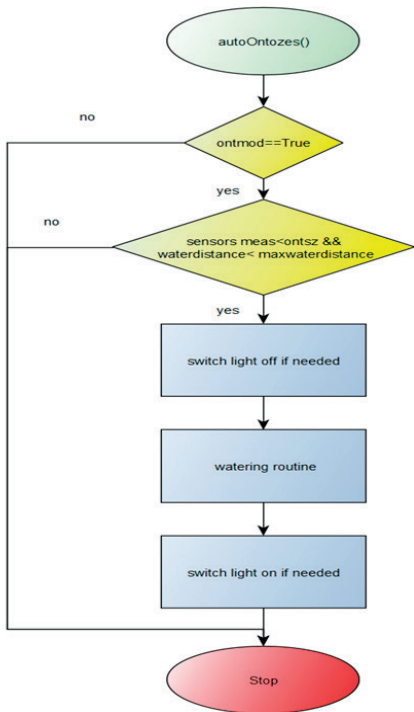 autoOntozes()
no
ontmod==True
yes
no
sensors meas<ontsz &&
waterdistance< maxwaterdistance
yes
switch light off if needed
watering routine
switch light on if needed
Stop